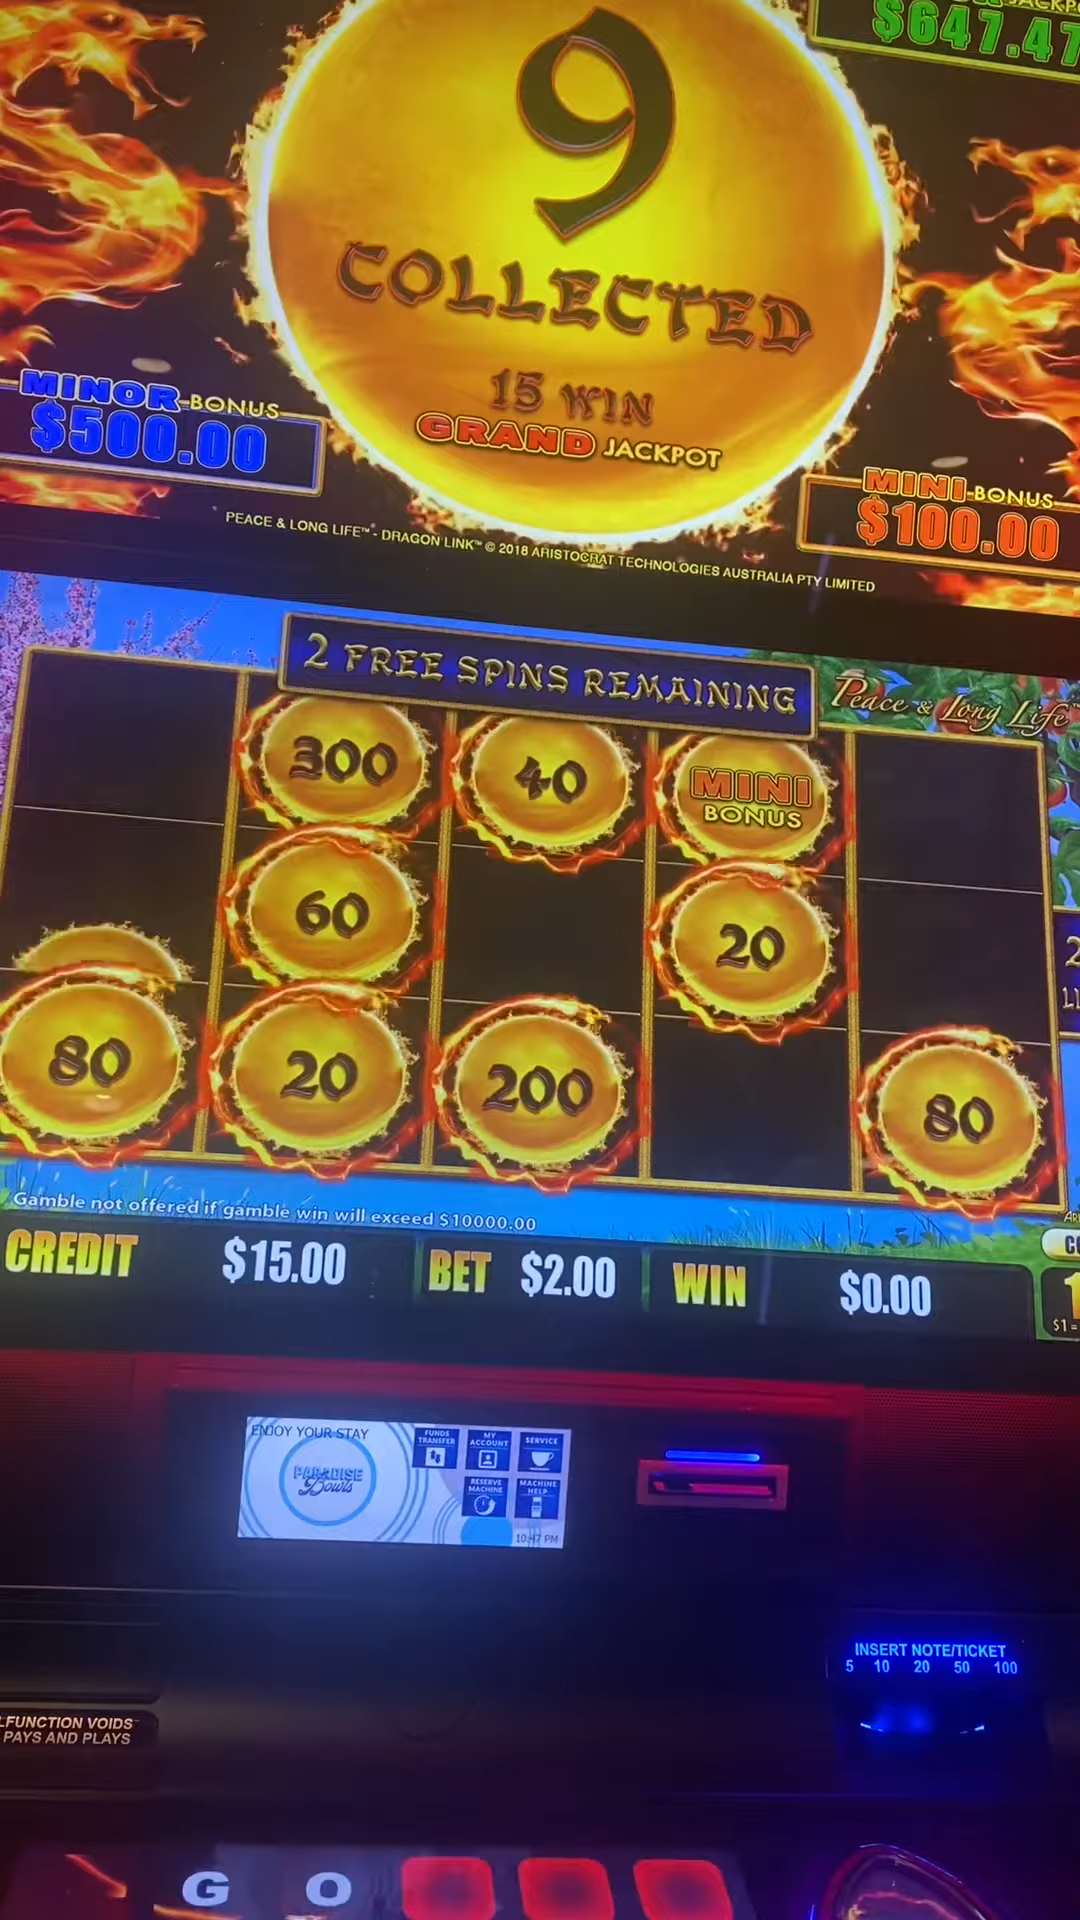 JACKPOT
$647.47
9
COLLECTED
15 WIN
GRAND JACKPOT
MINOR BONUS
$500.00
MINI BONUS
$100.00
PEACE & LONG LIFE™ - DRAGON LINK™ © 2018 ARISTOCRAT TECHNOLOGIES AUSTRALIA PTY LIMITED
2 FREE SPINS REMAINING
Peace & Long Life™
300
40
MINI
BONUS
60
20
80
20
200
80
Gamble not offered if gamble win will exceed $10000.00
CREDIT $15.00 BET $2.00 WIN $0.00
$1 =
ENJOY YOUR STAY
PARADISE
Bowls
FUNDS
TRANSFER
MY
ACCOUNT
SERVICE
RESERVE
MACHINE
MACHINE
HELP
10:47 PM
INSERT NOTE/TICKET
5 10 20 50 100
LFUNCTION VOIDS
PAYS AND PLAYS
G O